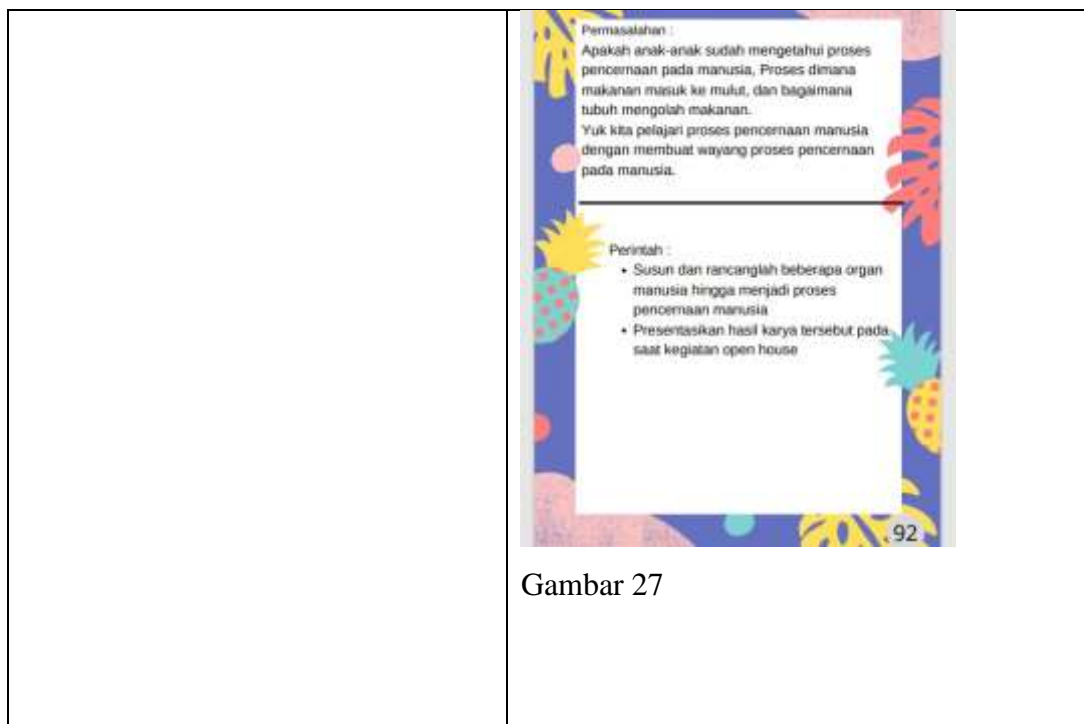 Permasalahan :
Apakah anak-anak sudah mengetahui proses
pencernaan pada manusia, Proses dimana
makanan masuk ke mulut, dan bagaimana
tubuh mengolah makanan.
Yuk kita pelajari proses pencernaan manusia
dengan membuat wayang proses pencernaan
pada manusia.
Perintah :
• Susun dan rancanglah beberapa organ
manusia hingga menjadi proses
pencernaan manusia
• Presentasikan hasil karya tersebut pada
saat kegiatan open house
92
Gambar 27